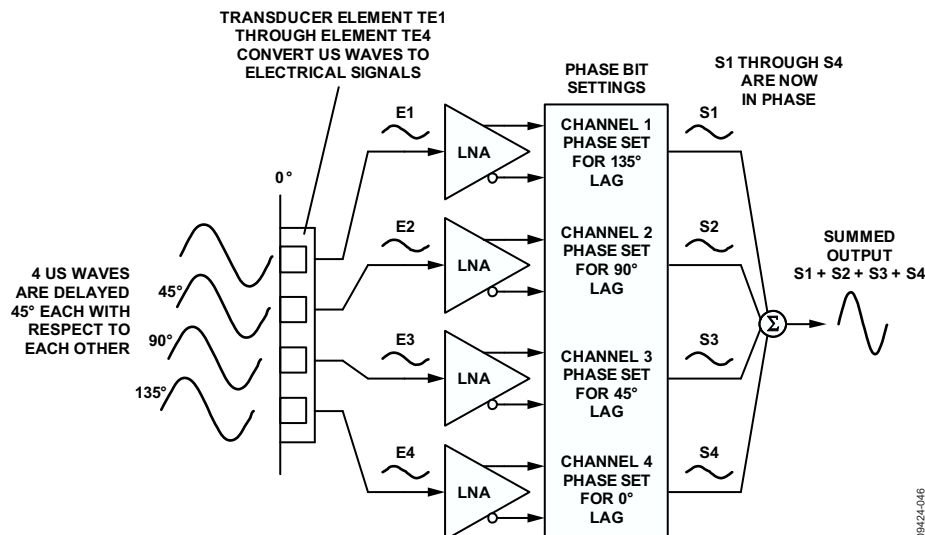 TRANSDUCER ELEMENT TE1
THROUGH ELEMENT TE4
CONVERT US WAVES TO
ELECTRICAL SIGNALS
PHASE BIT
SETTINGS
S1 THROUGH S4
ARE NOW
IN PHASE
0°
4 US WAVES
ARE DELAYED
45° EACH WITH
RESPECT TO
EACH OTHER
45°
90°
135°
E1
LNA
CHANNEL 1
PHASE SET
FOR 135°
LAG
S1
E2
LNA
CHANNEL 2
PHASE SET
FOR 90°
LAG
S2
E3
LNA
CHANNEL 3
PHASE SET
FOR 45°
LAG
S3
E4
LNA
CHANNEL 4
PHASE SET
FOR 0°
LAG
S4
Σ
SUMMED
OUTPUT
S1 + S2 + S3 + S4
09424-046